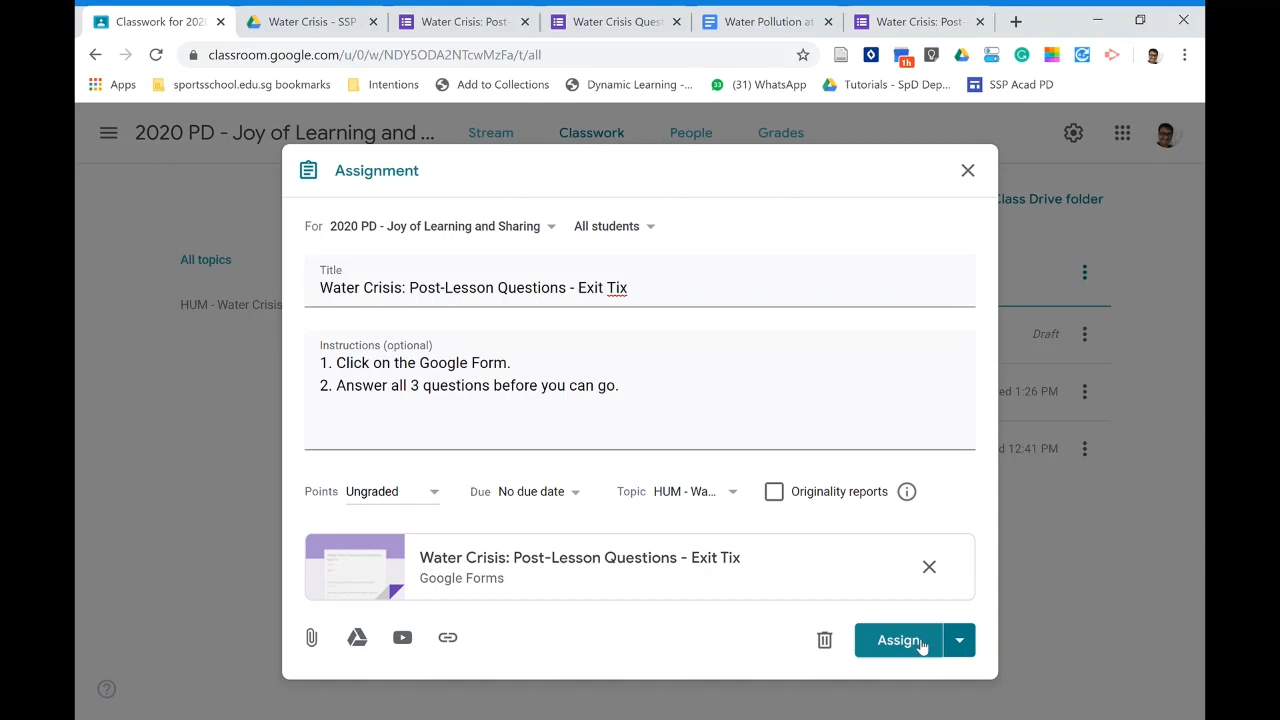 Classwork for 202
Water Crisis - SSP
Water Crisis: Post-
Water Crisis Quest
Water Pollution at
Water Crisis: Post-
classroom.google.com/u/0/w/NDY5ODA2NTcwMzFa/t/all
1h
Apps
sportsschool.edu.sg bookmarks
Intentions
Add to Collections
Dynamic Learning -...
(31) WhatsApp
Tutorials - SpD Dep...
SSP Acad PD
2020 PD - Joy of Learning and ...
Stream
Classwork
People
Grades
Assignment
Class Drive folder
For 2020 PD - Joy of Learning and Sharing
All students
All topics
HUM - Water Crisis
Title
Water Crisis: Post-Lesson Questions - Exit Tix
Draft
Instructions (optional)
1. Click on the Google Form.
2. Answer all 3 questions before you can go.
ed 1:26 PM
d 12:41 PM
Points Ungraded
Due No due date
Topic HUM - Wa...
Originality reports
Water Crisis: Post-Lesson Questions - Exit Tix
Google Forms
Assign